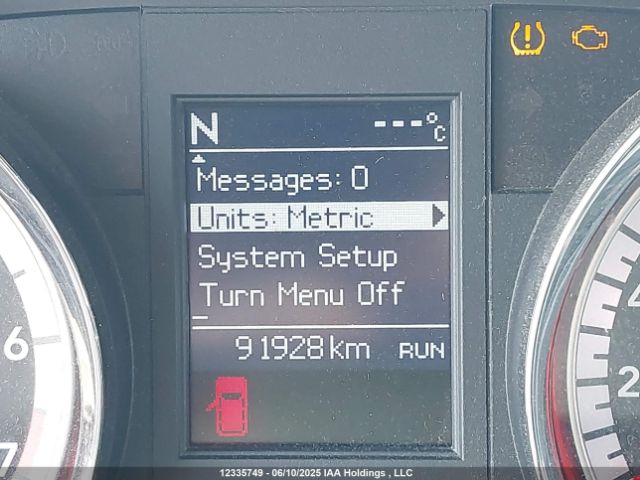 N ---°C
Messages: 0
Units: Metric
System Setup
Turn Menu Off
91928 km RUN
6
7
2
12335749 - 06/10/2025 IAA Holdings , LLC